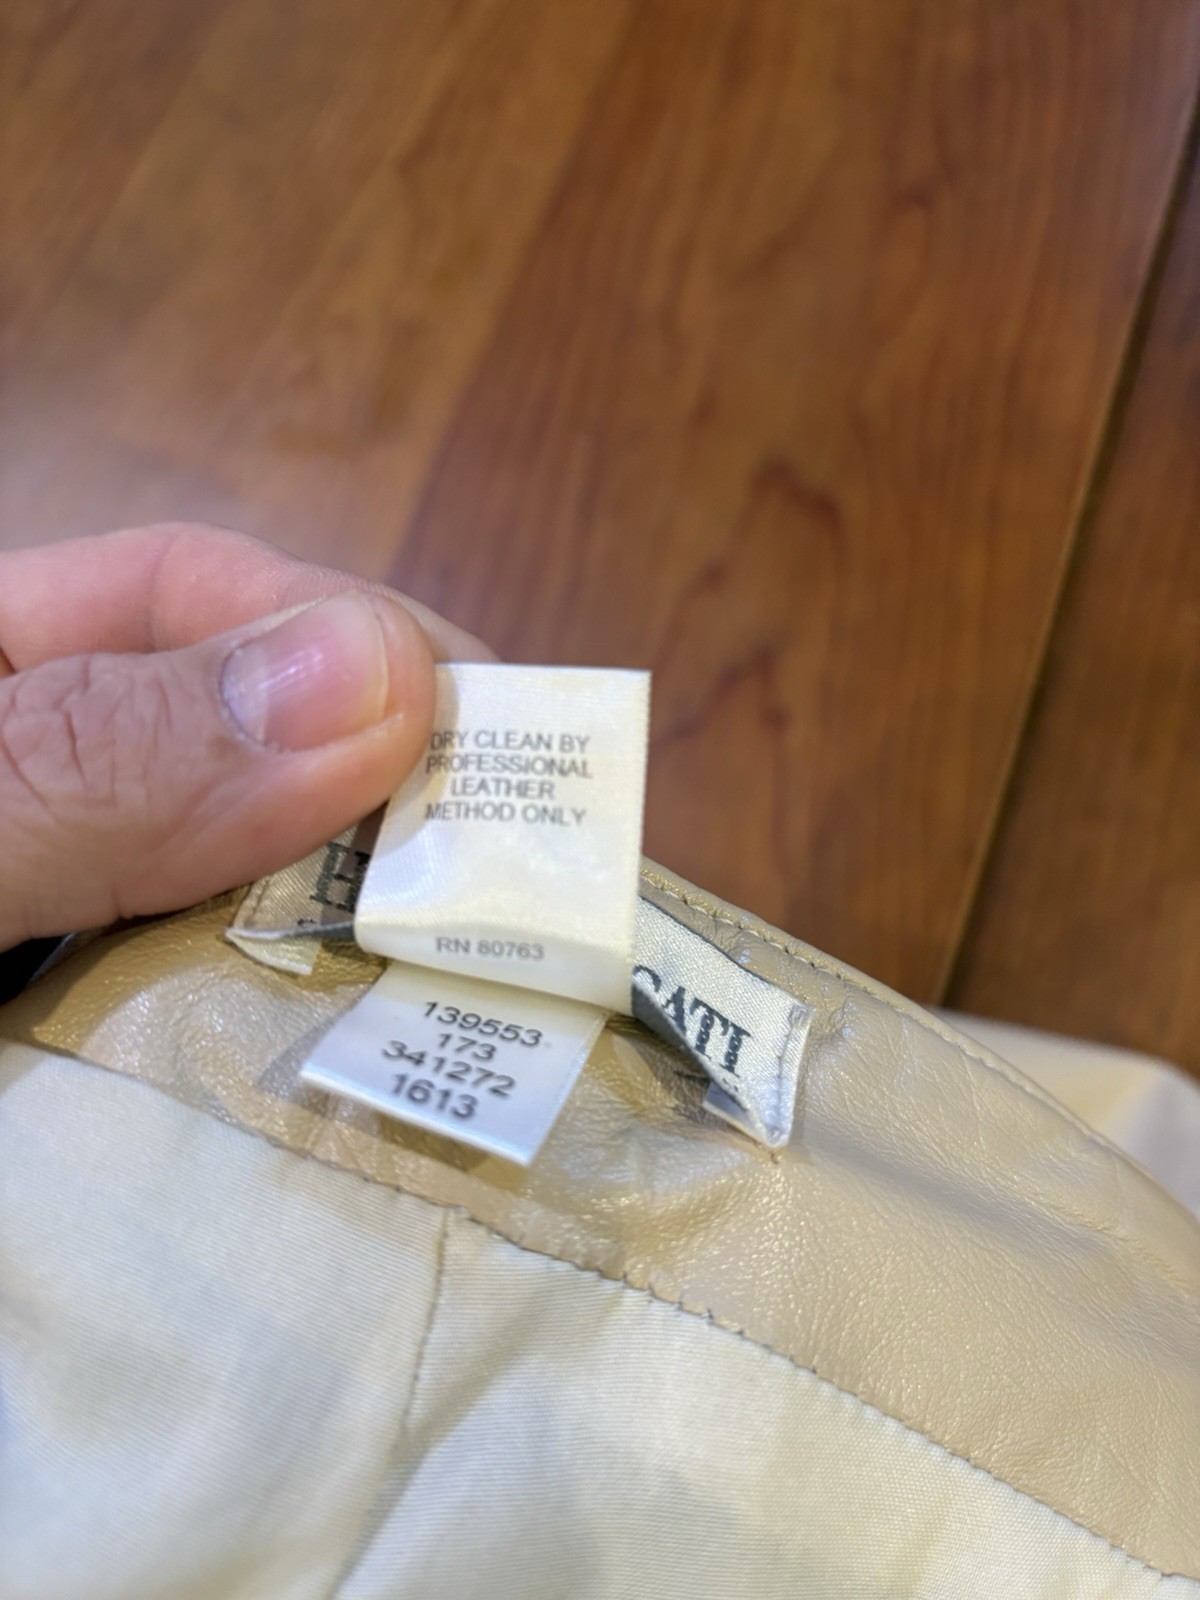 DRY CLEAN BY
PROFESSIONAL
LEATHER
METHOD ONLY
RN 80763
139553
173
341272
1613